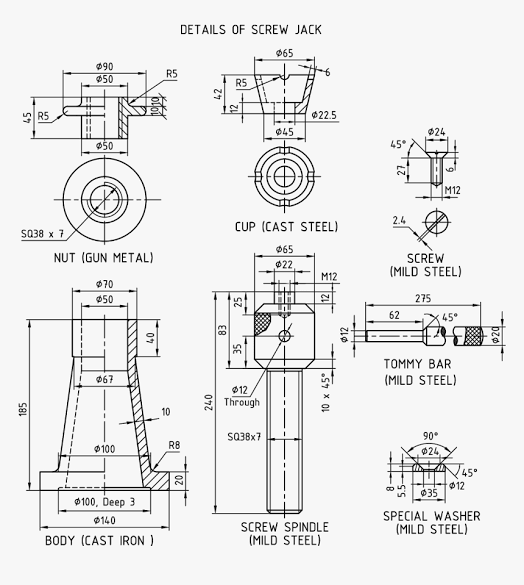 DETAILS OF SCREW JACK
ø90
ø50
R5
10
10
45
R5
ø50
SQ38 x 7
NUT (GUN METAL)
ø65
6
R5
42
12
ø22.5
ø45
CUP (CAST STEEL)
ø24
45°
27
6
M12
2.4
SCREW
(MILD STEEL)
ø70
ø50
40
185
ø67
10
ø100
R8
20
ø100, Deep 3
ø140
BODY (CAST IRON )
ø65
ø22
M12
25
12
83
35
240
ø12
Through
10 x 45°
SQ38x7
SCREW SPINDLE
(MILD STEEL)
275
62
45°
ø12
ø20
TOMMY BAR
(MILD STEEL)
90°
ø24
45°
8
5.5
ø12
ø35
SPECIAL WASHER
(MILD STEEL)